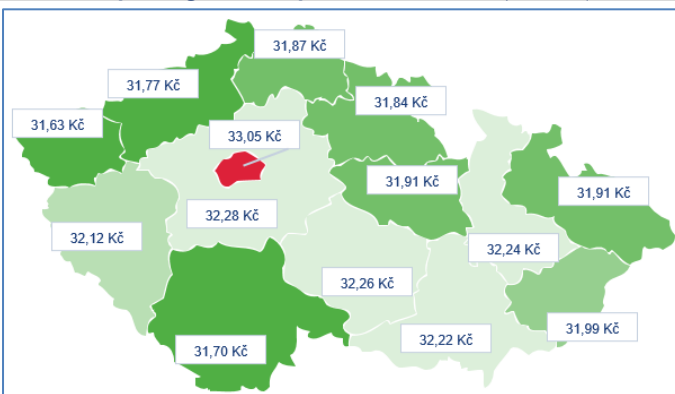 31,87 Kč
31,77 Kč
31,84 Kč
31,63 Kč
33,05 Kč
31,91 Kč
31,91 Kč
32,28 Kč
32,12 Kč
32,24 Kč
32,26 Kč
31,99 Kč
32,22 Kč
31,70 Kč